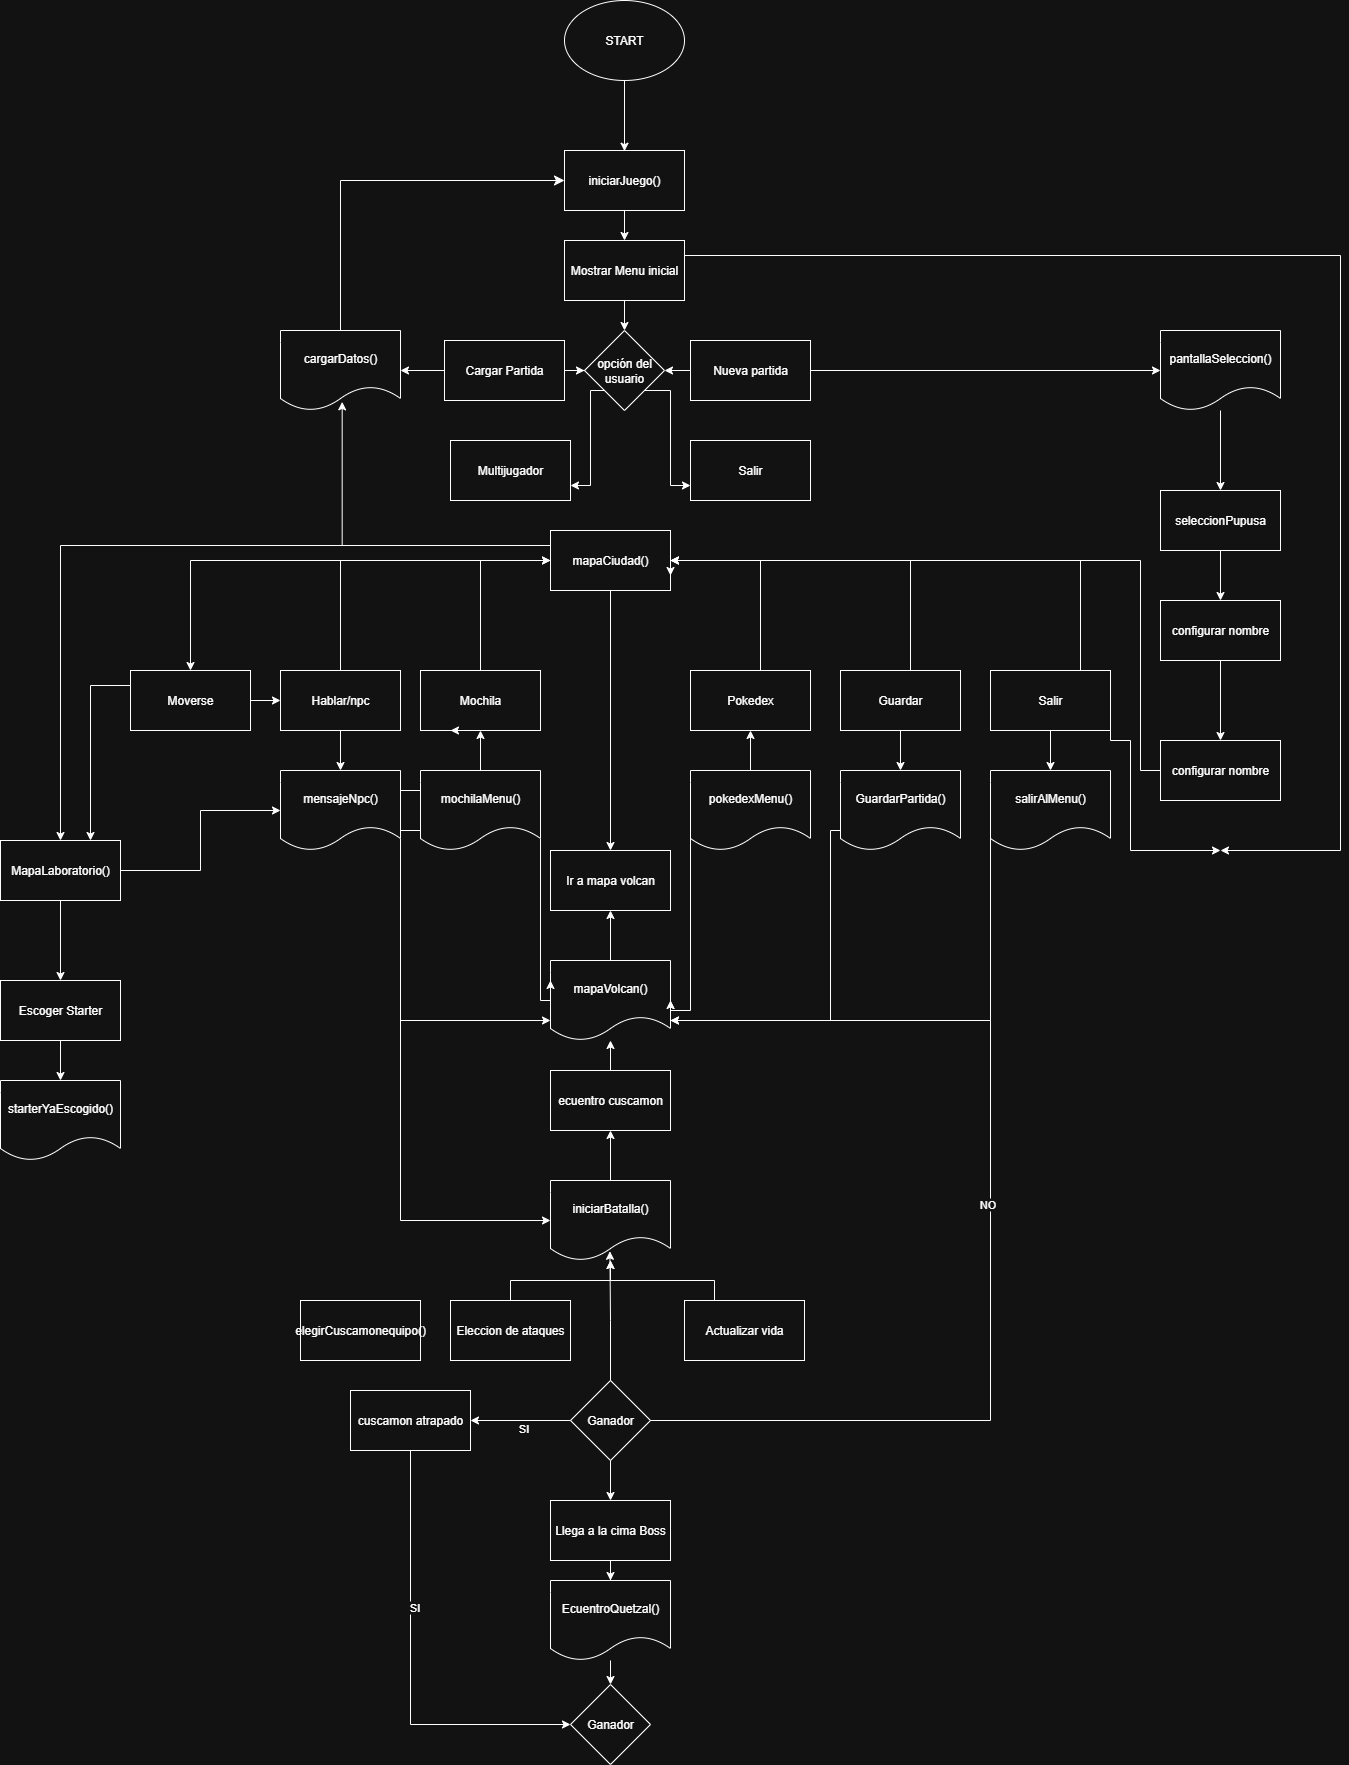 START
iniciarJuego()
Mostrar Menu inicial
cargarDatos()
Cargar Partida
opción del
usuario
Nueva partida
pantallaSeleccion()
Multijugador
Salir
seleccionPupusa
mapaCiudad()
configurar nombre
Moverse
Hablar/npc
Mochila
Pokedex
Guardar
Salir
configurar nombre
mensajeNpc()
mochilaMenu()
pokedexMenu()
GuardarPartida()
salirAlMenu()
MapaLaboratorio()
Ir a mapa volcan
mapaVolcan()
Escoger Starter
starterYaEscogido()
ecuentro cuscamon
iniciarBatalla()
NO
elegirCuscamonequipo()
Eleccion de ataques
Actualizar vida
cuscamon atrapado
SI
Ganador
Llega a la cima Boss
SI
EcuentroQuetzal()
Ganador